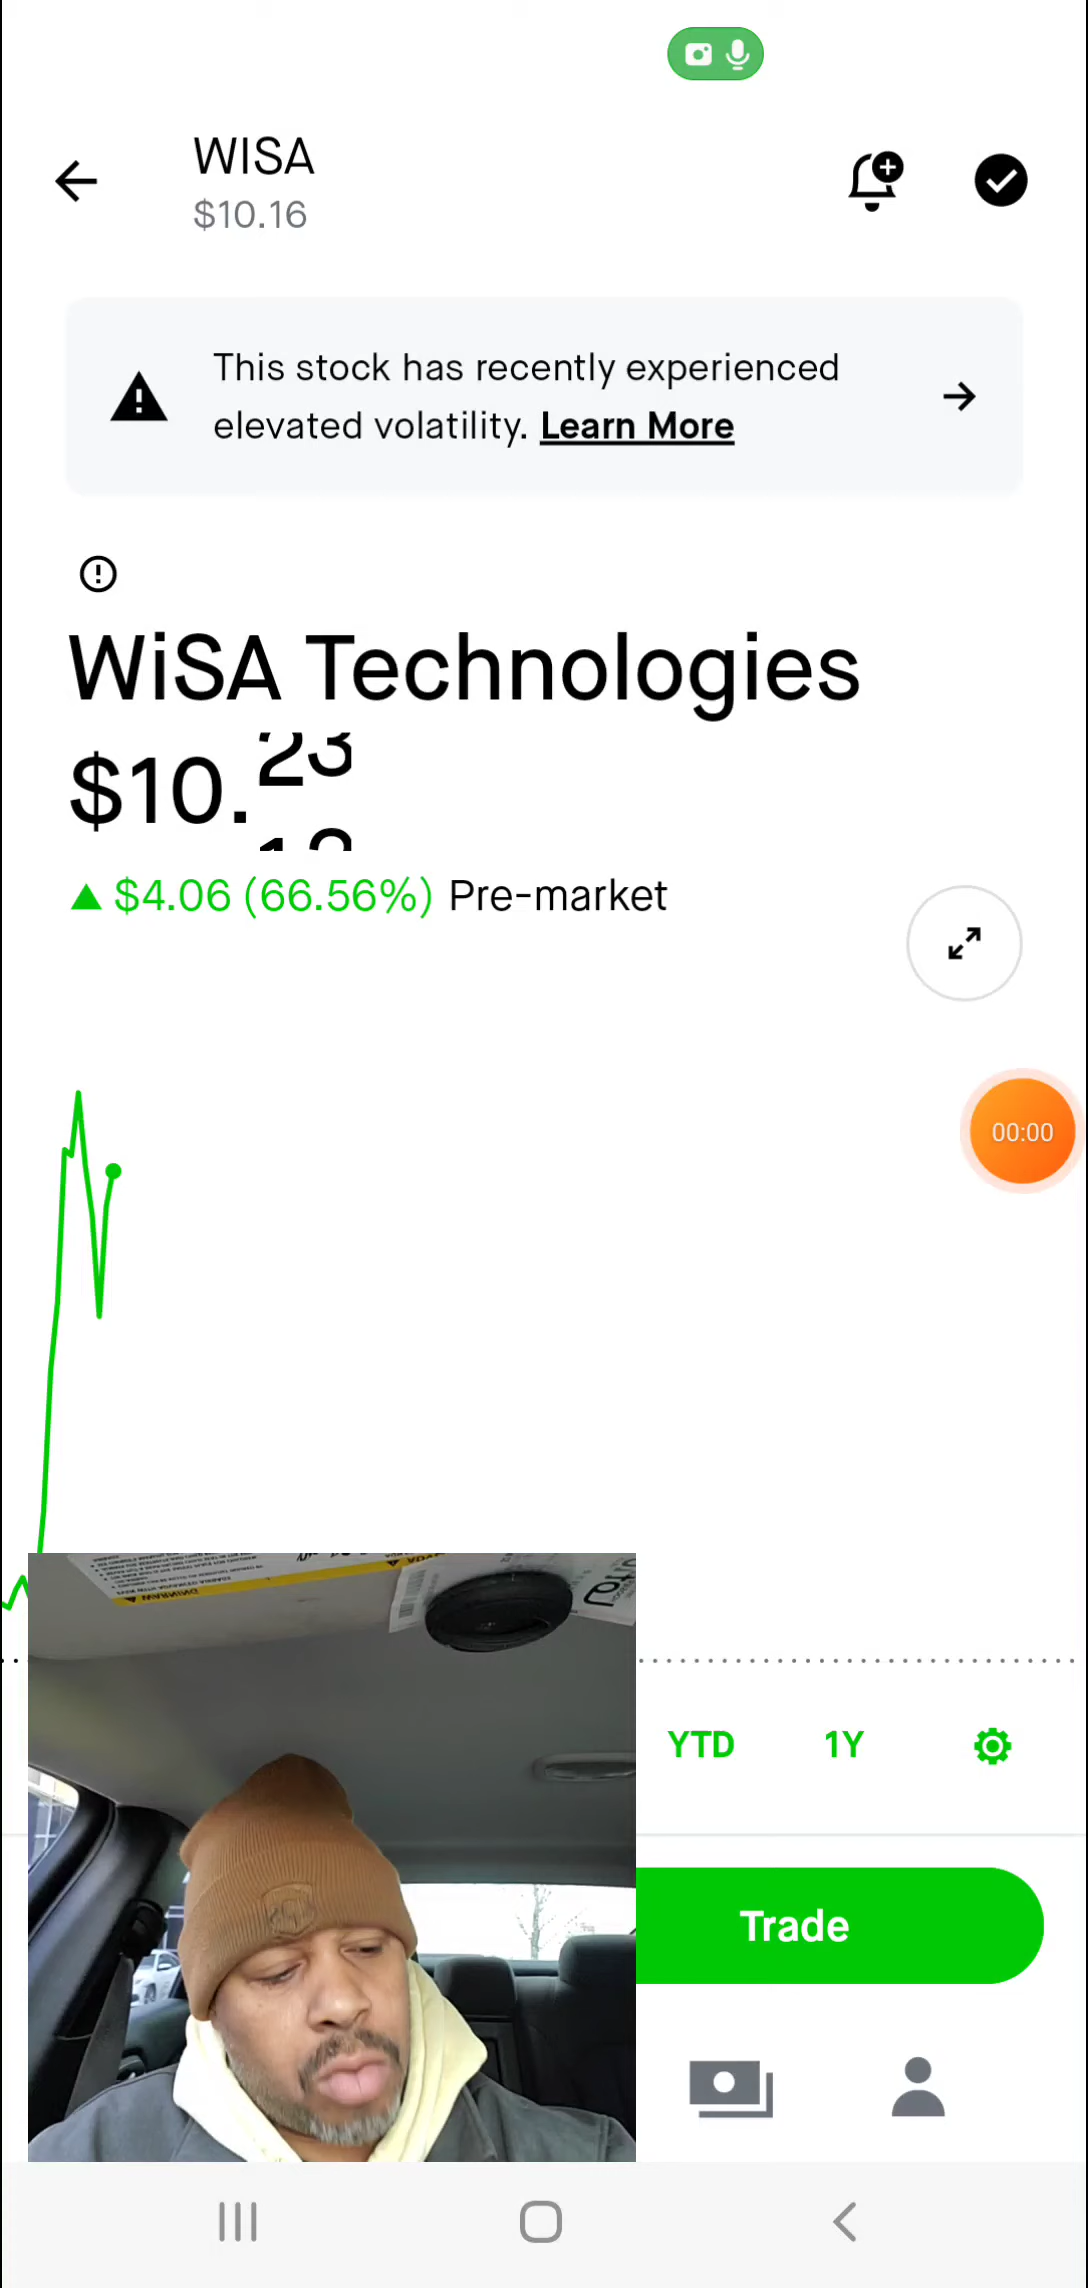 WISA
$10.16
This stock has recently experienced
elevated volatility. Learn More
WiSA Technologies
$10.23
▲ $4.06 (66.56%) Pre-market
00:00
WARNING
YTD 1Y
Trade